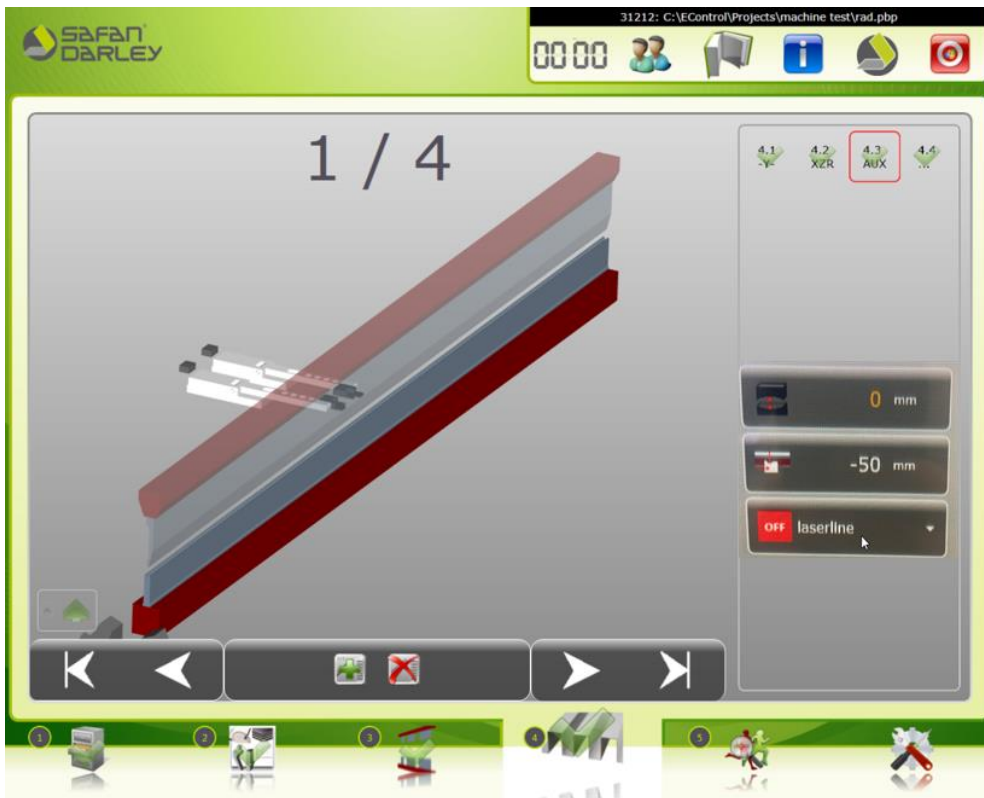 31212: C:\EControl\Projects\machine test\rad.pbp
SAFAN
DARLEY
00 00
1 / 4
4.1
-Y-
4.2
XZR
4.3
AUX
4.4
...
0 mm
-50 mm
OFF laserline
1
2
3
4
5